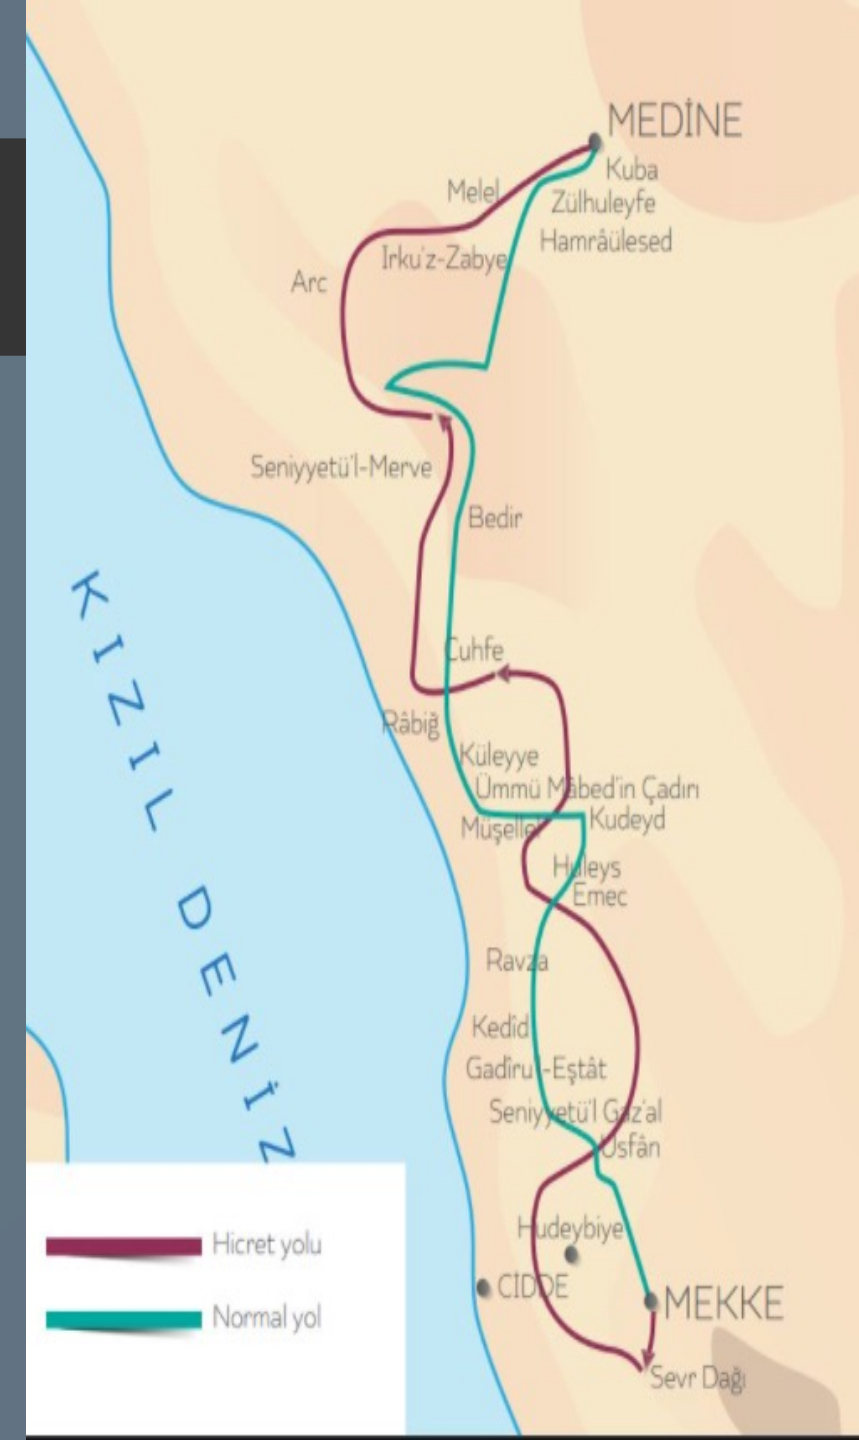 MEDİNE
Kuba
Melel
Zülhuleyfe
Hamrâülesed
Irku'z-Zabye
Arc
Seniyyetü'l-Merve
Bedir
KIZIL DENİZ
Cuhfe
Râbiğ
Küleyye
Ümmü Mâbed'in Çadırı
Kudeyd
Müşellel
Huleys
Emec
Ravza
Kedîd
Gadîru'l-Eştât
Seniyyetü'l Gaz'al
Usfân
Hudeybiye
CİDDE
MEKKE
Sevr Dağı
Hicret yolu
Normal yol